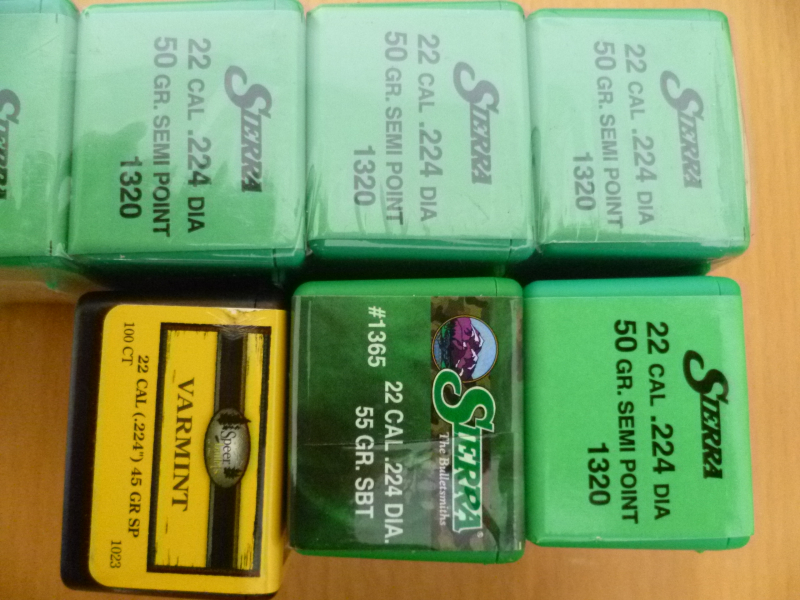 SIERRA
22 CAL .224 DIA
50 GR. SEMI POINT
1320
SIERRA
22 CAL .224 DIA
50 GR. SEMI POINT
1320
SIERRA
22 CAL .224 DIA
50 GR. SEMI POINT
1320
SIERRA
Speer
VARMINT
22 CAL (.224") 45 GR SP
100 CT
1023
SIERRA®
The Bulletsmiths
#1365
22 CAL .224 DIA.
55 GR. SBT
SIERRA
22 CAL .224 DIA
50 GR. SEMI POINT
1320